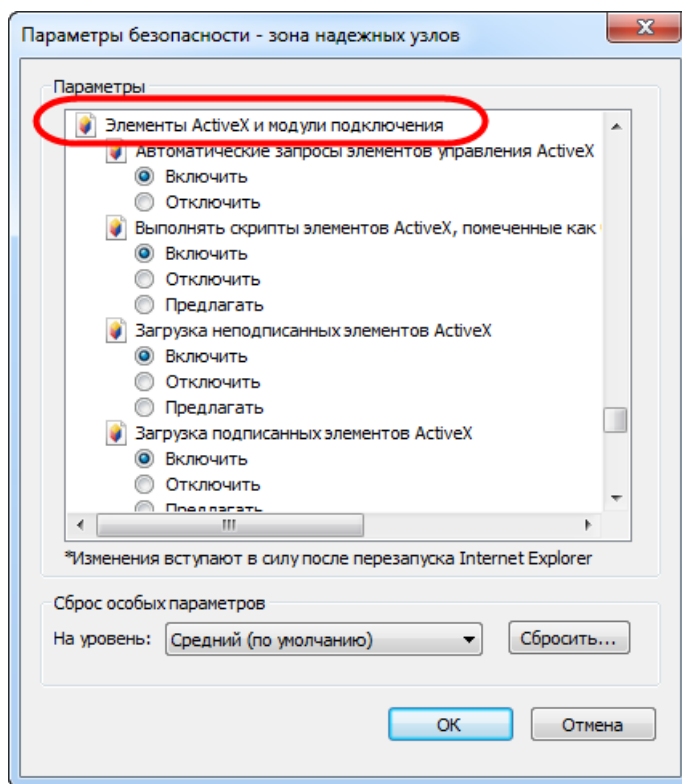 Параметры безопасности - зона надежных узлов
Параметры
Элементы ActiveX и модули подключения
Автоматические запросы элементов управления ActiveX
Включить
Отключить
Выполнять скрипты элементов ActiveX, помеченные как
Включить
Отключить
Предлагать
Загрузка неподписанных элементов ActiveX
Включить
Отключить
Предлагать
Загрузка подписанных элементов ActiveX
Включить
Отключить
Предлагать
*Изменения вступают в силу после перезапуска Internet Explorer
Сброс особых параметров
На уровень: Средний (по умолчанию) Сбросить...
ОК Отмена